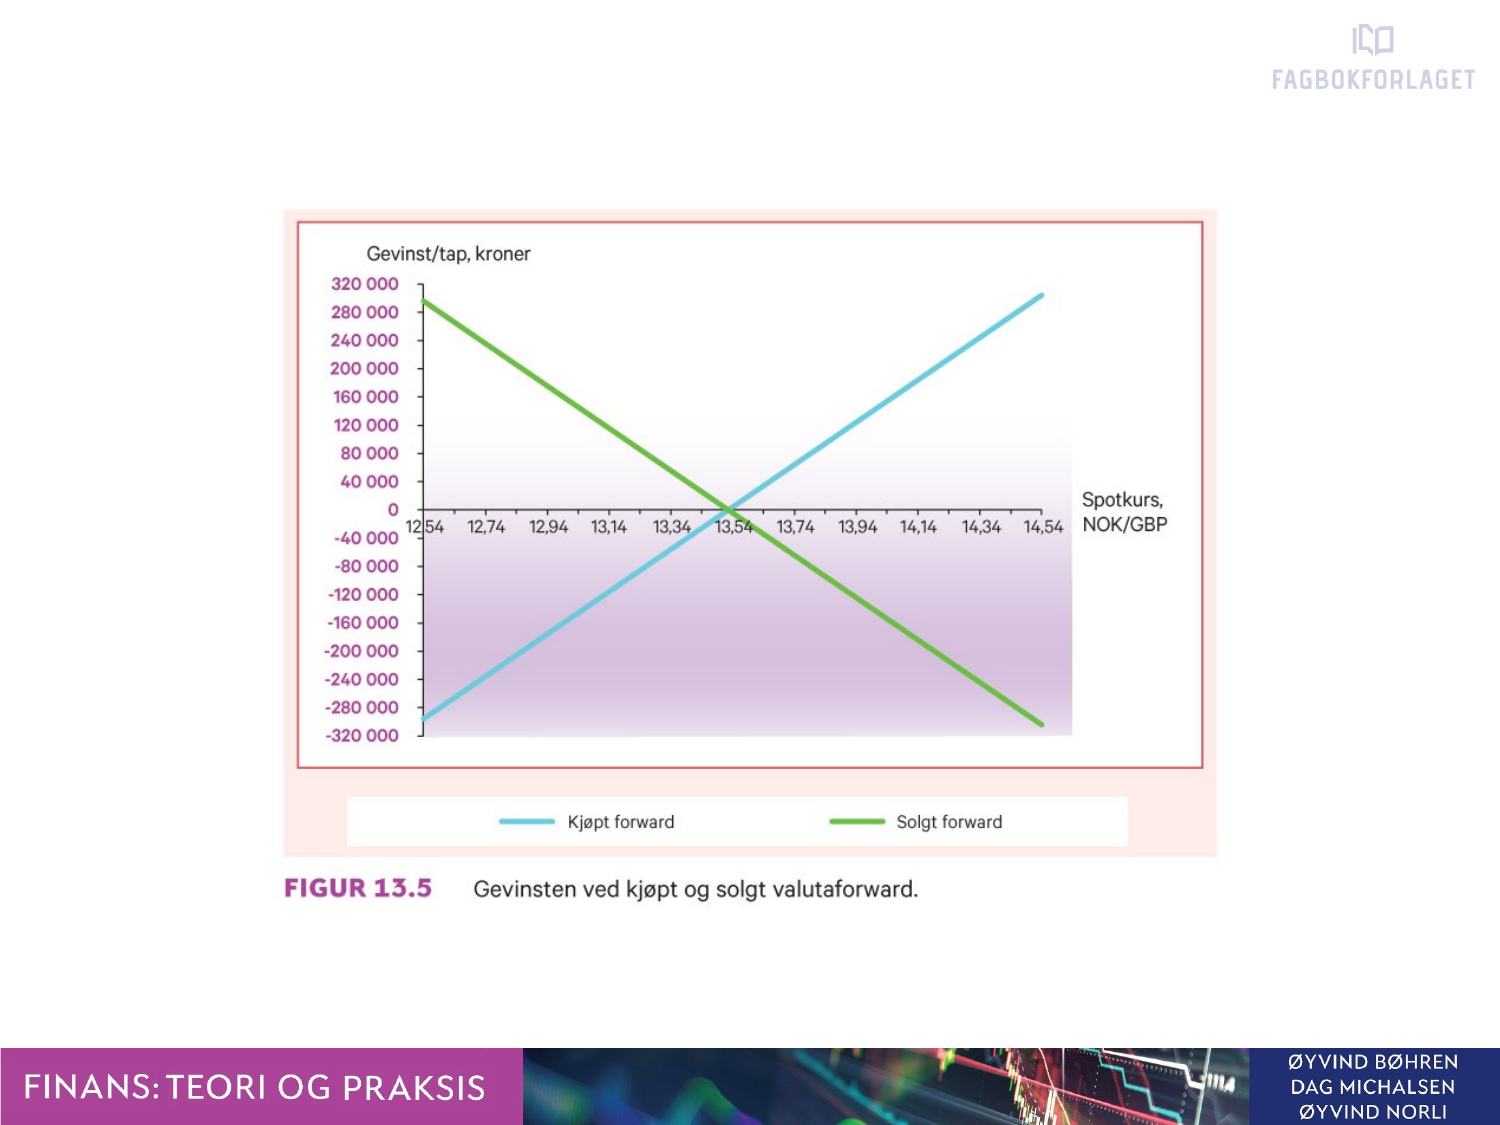 FAGBOKFORLAGET
Gevinst/tap, kroner
320 000
280 000
240 000
200 000
160 000
120 000
80 000
40 000
0
-40 000
-80 000
-120 000
-160 000
-200 000
-240 000
-280 000
-320 000
12,54 12,74 12,94 13,14 13,34 13,54 13,74 13,94 14,14 14,34 14,54
Spotkurs,
NOK/GBP
Kjøpt forward Solgt forward
FIGUR 13.5 Gevinsten ved kjøpt og solgt valutaforward.
FINANS: TEORI OG PRAKSIS
ØYVIND BØHREN
DAG MICHALSEN
ØYVIND NORLI